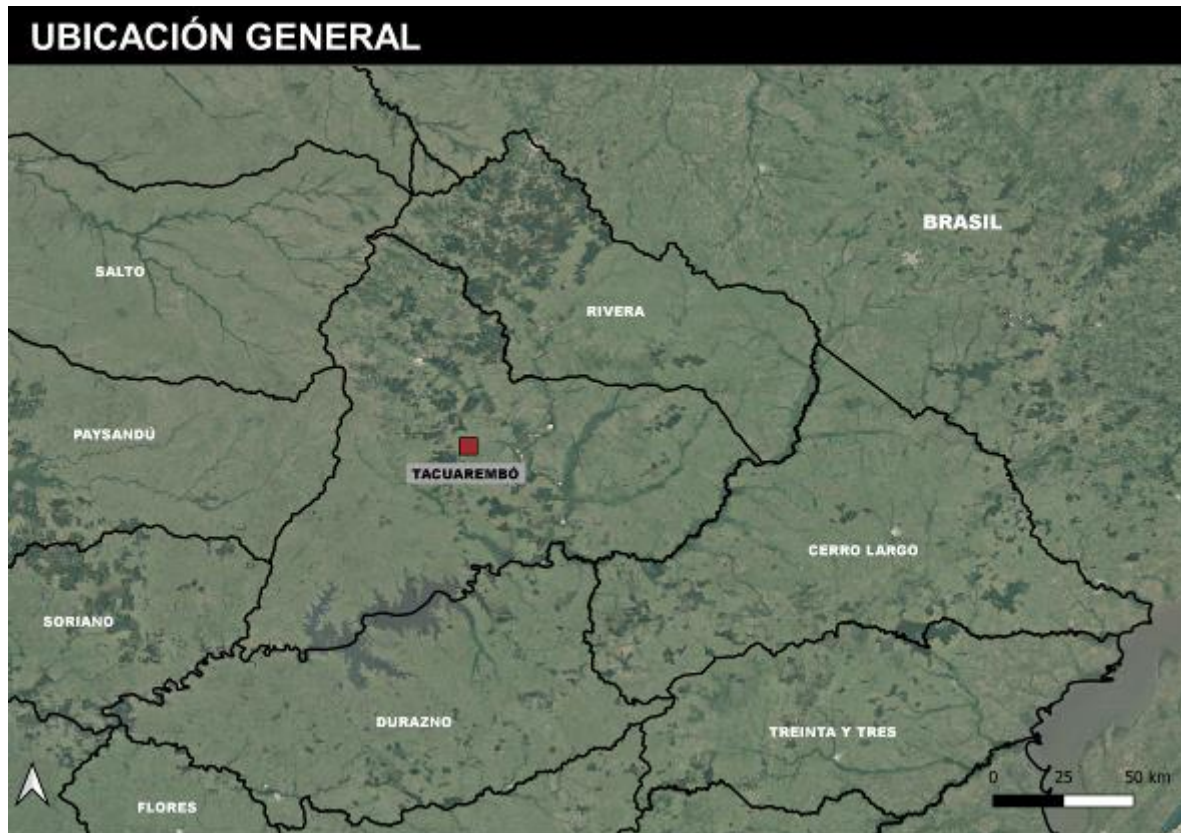 UBICACIÓN GENERAL
BRASIL
SALTO
RIVERA
PAYSANDÚ
TACUAREMBÓ
CERRO LARGO
SORIANO
DURAZNO
TREINTA Y TRES
0 25 50 km
FLORES